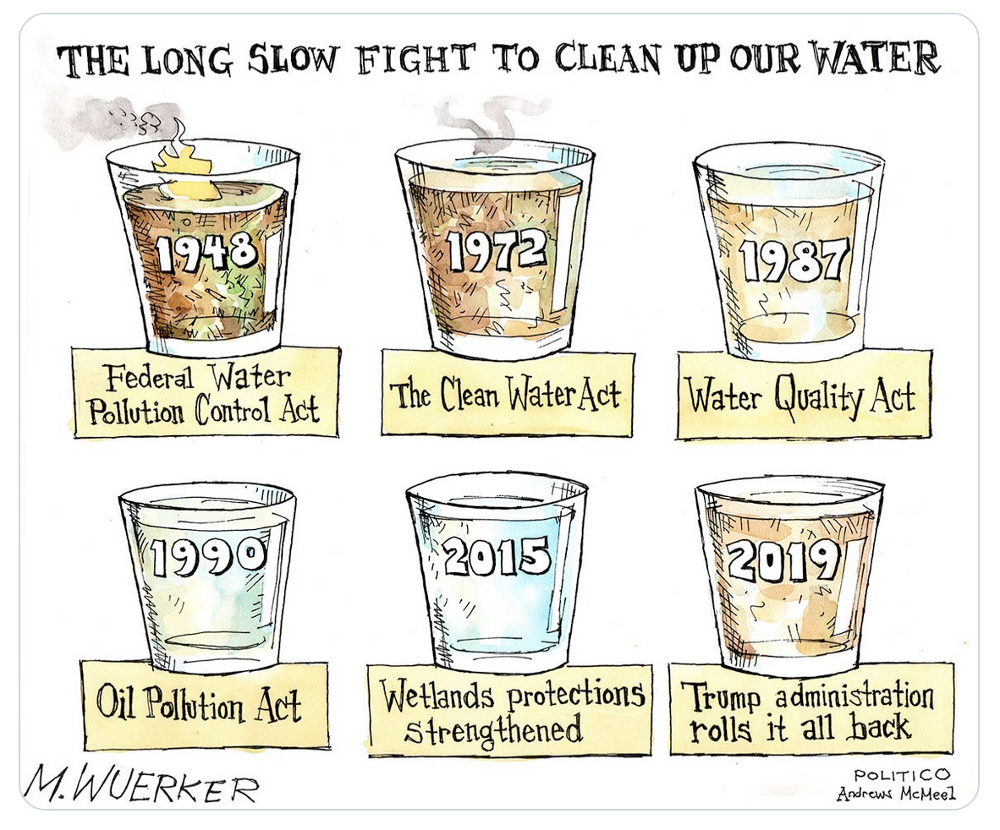 THE LONG SLOW FIGHT TO CLEAN UP OUR WATER
1948
Federal Water
Pollution Control Act
1972
The Clean Water Act
1987
Water Quality Act
1990
Oil Pollution Act
2015
Wetlands protections
strengthened
2019
Trump administration
rolls it all back
M. WUERKER
POLITICO
Andrews McMeel